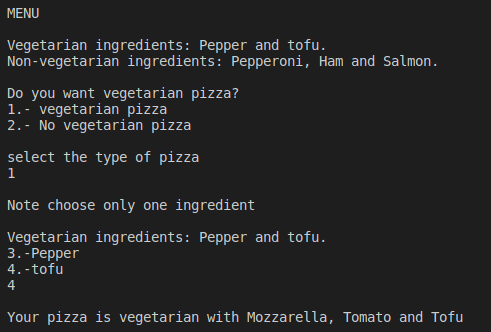 MENU
Vegetarian ingredients: Pepper and tofu.
Non-vegetarian ingredients: Pepperoni, Ham and Salmon.
Do you want vegetarian pizza?
1.- vegetarian pizza
2.- No vegetarian pizza
select the type of pizza
1
Note choose only one ingredient
Vegetarian ingredients: Pepper and tofu.
3.-Pepper
4.-tofu
4
Your pizza is vegetarian with Mozzarella, Tomato and Tofu